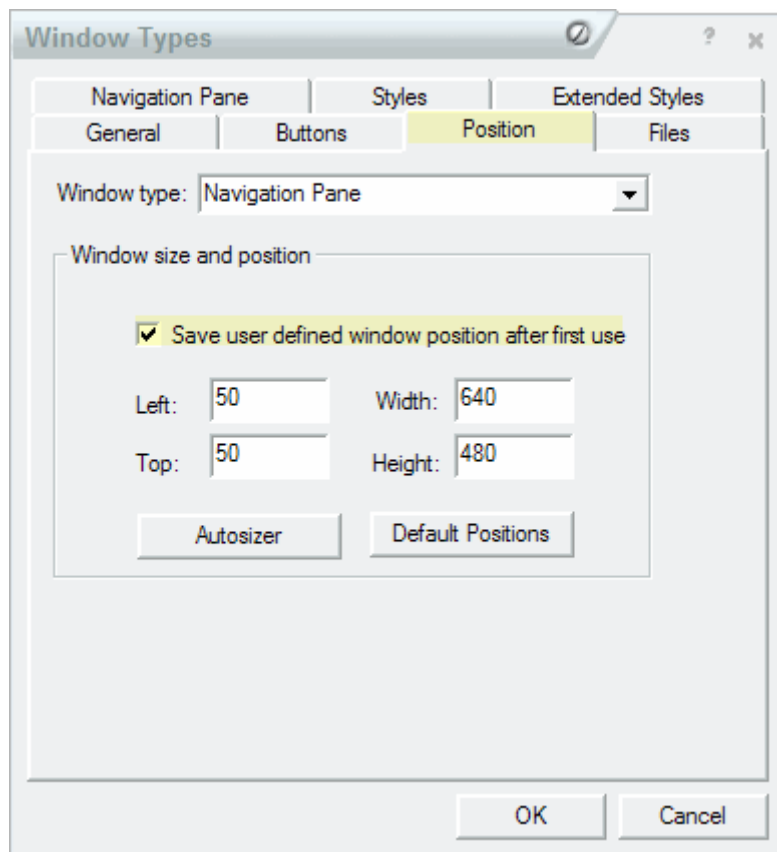 Window Types
?
Navigation Pane Styles Extended Styles
General Buttons Position Files
Window type: Navigation Pane
Window size and position
Save user defined window position after first use
Left: 50 Width: 640
Top: 50 Height: 480
Autosizer Default Positions
OK Cancel